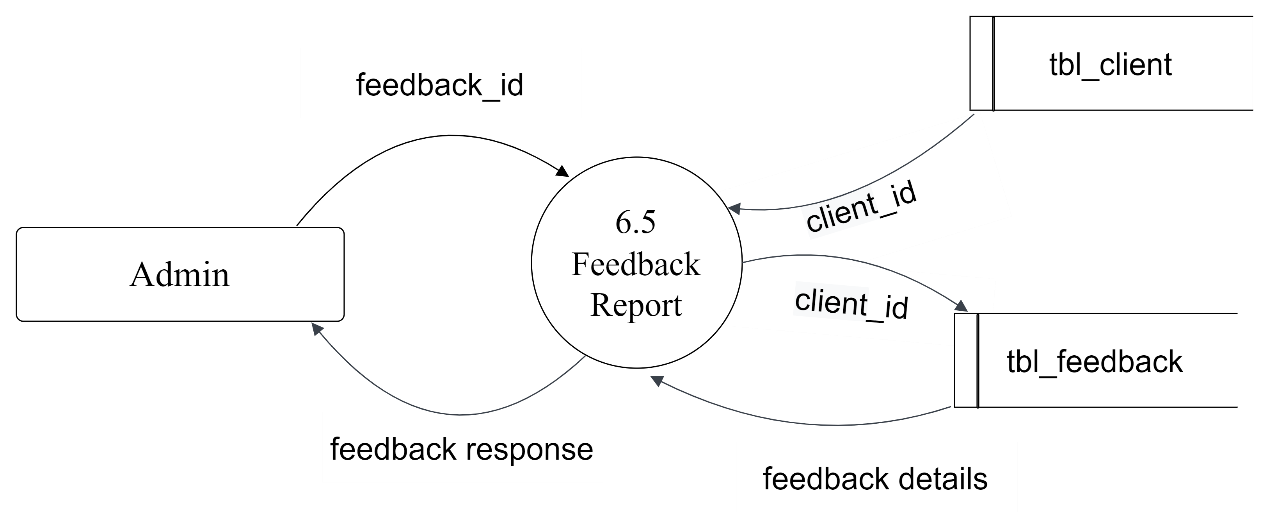 tbl_client
feedback_id
client_id
6.5
Feedback
Report
Admin
client_id
tbl_feedback
feedback response
feedback details